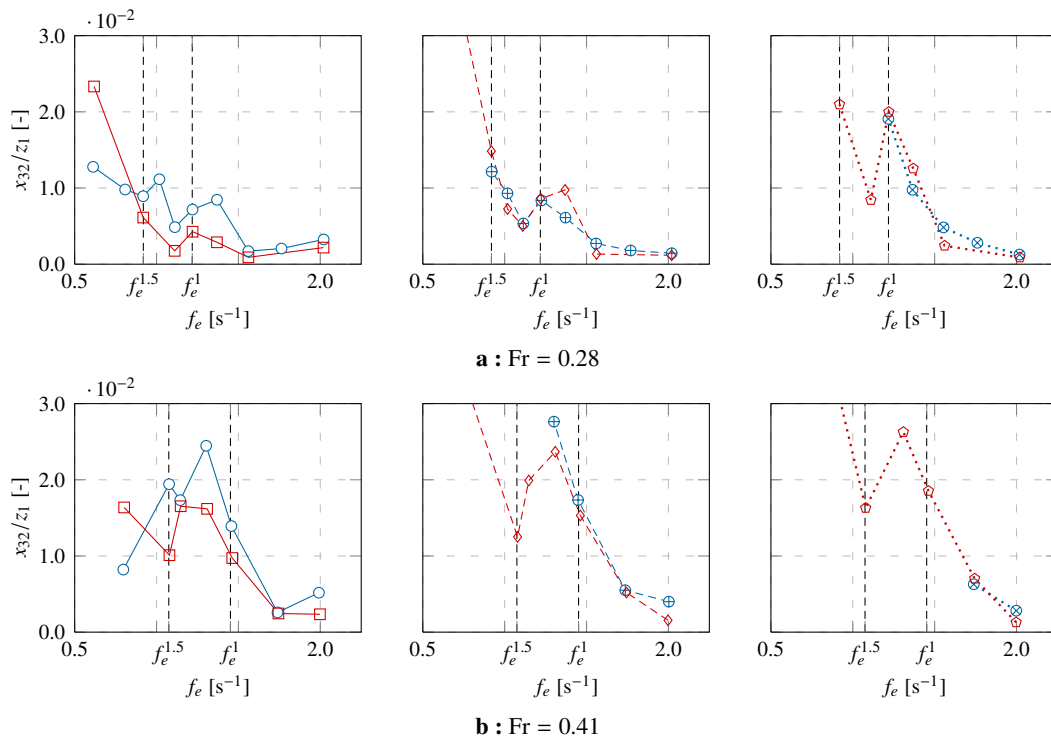 ·10⁻²
3.0
2.0
1.0
0.0
x₃₂/z₁ [-]
0.5 fₑ^1.5 fₑ^1 2.0
fₑ [s⁻¹]
0.5 fₑ^1.5 fₑ^1 2.0
fₑ [s⁻¹]
0.5 fₑ^1.5 fₑ^1 2.0
fₑ [s⁻¹]
a : Fr = 0.28
·10⁻²
3.0
2.0
1.0
0.0
x₃₂/z₁ [-]
0.5 fₑ^1.5 fₑ^1 2.0
fₑ [s⁻¹]
0.5 fₑ^1.5 fₑ^1 2.0
fₑ [s⁻¹]
0.5 fₑ^1.5 fₑ^1 2.0
fₑ [s⁻¹]
b : Fr = 0.41